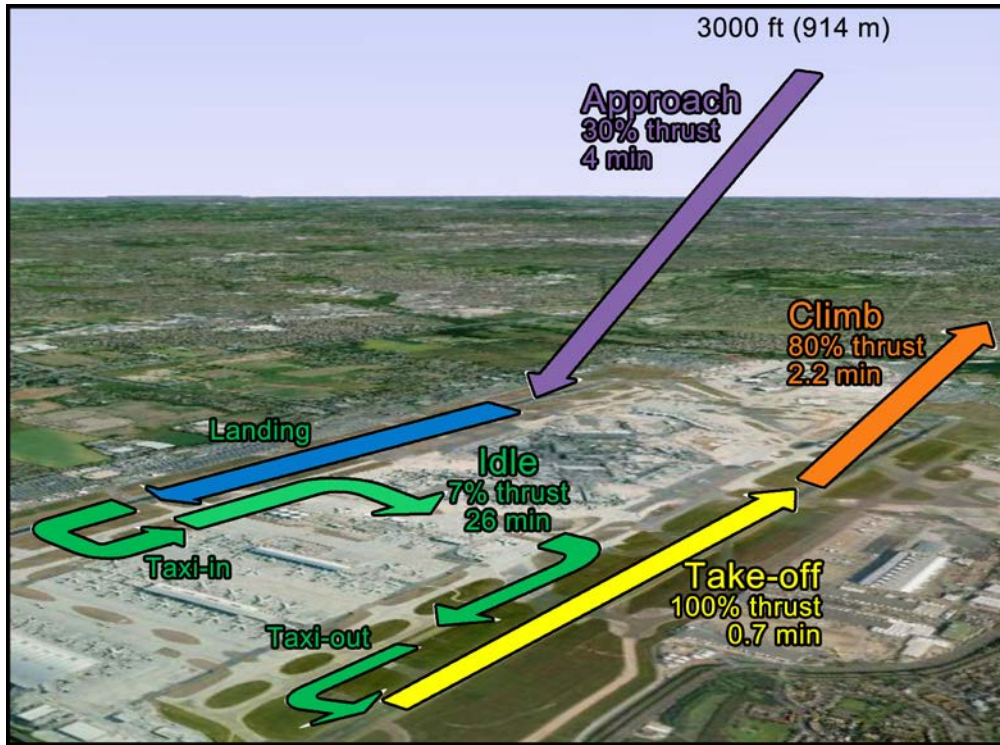 3000 ft (914 m)
Approach
30% thrust
4 min
Climb
80% thrust
2.2 min
Landing
Idle
7% thrust
26 min
Taxi-in
Take-off
100% thrust
0.7 min
Taxi-out